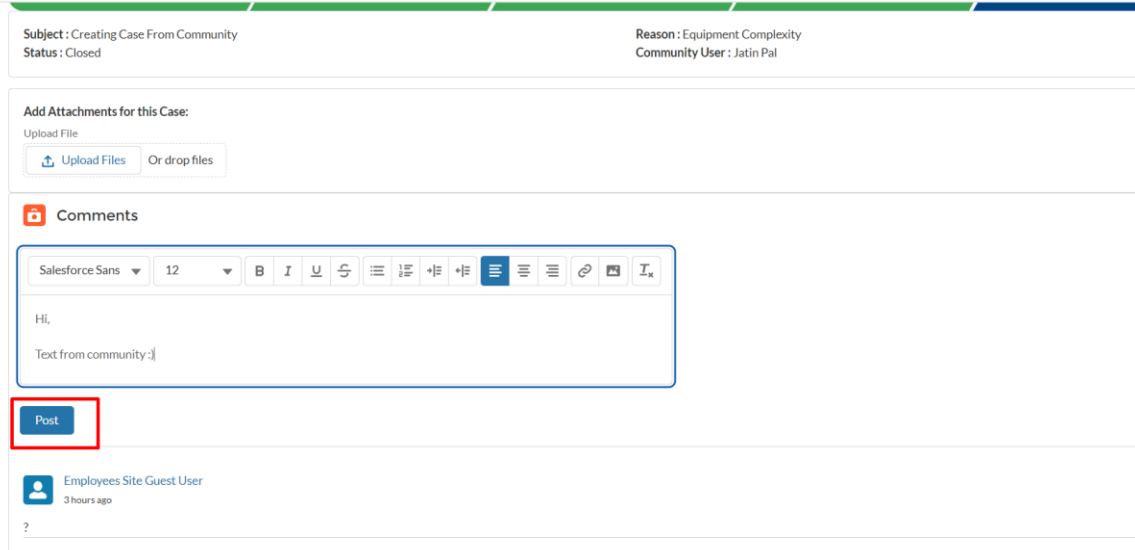 Subject : Creating Case From Community
Reason : Equipment Complexity
Status : Closed
Community User : Jatin Pal
Add Attachments for this Case:
Upload File
Upload Files Or drop files
Comments
Salesforce Sans 12 B I U S
Hi,
Text from community :)
Post
Employees Site Guest User
3 hours ago
?